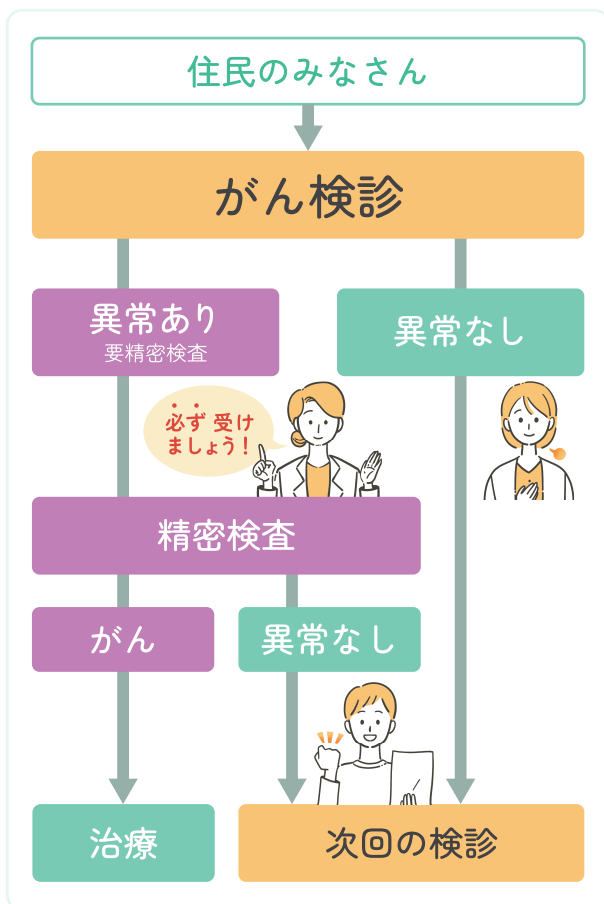 住民のみなさん
がん検診
異常あり
要精密検査
異常なし
必ず 受け
ましょう!
精密検査
がん
異常なし
治療
次回の検診